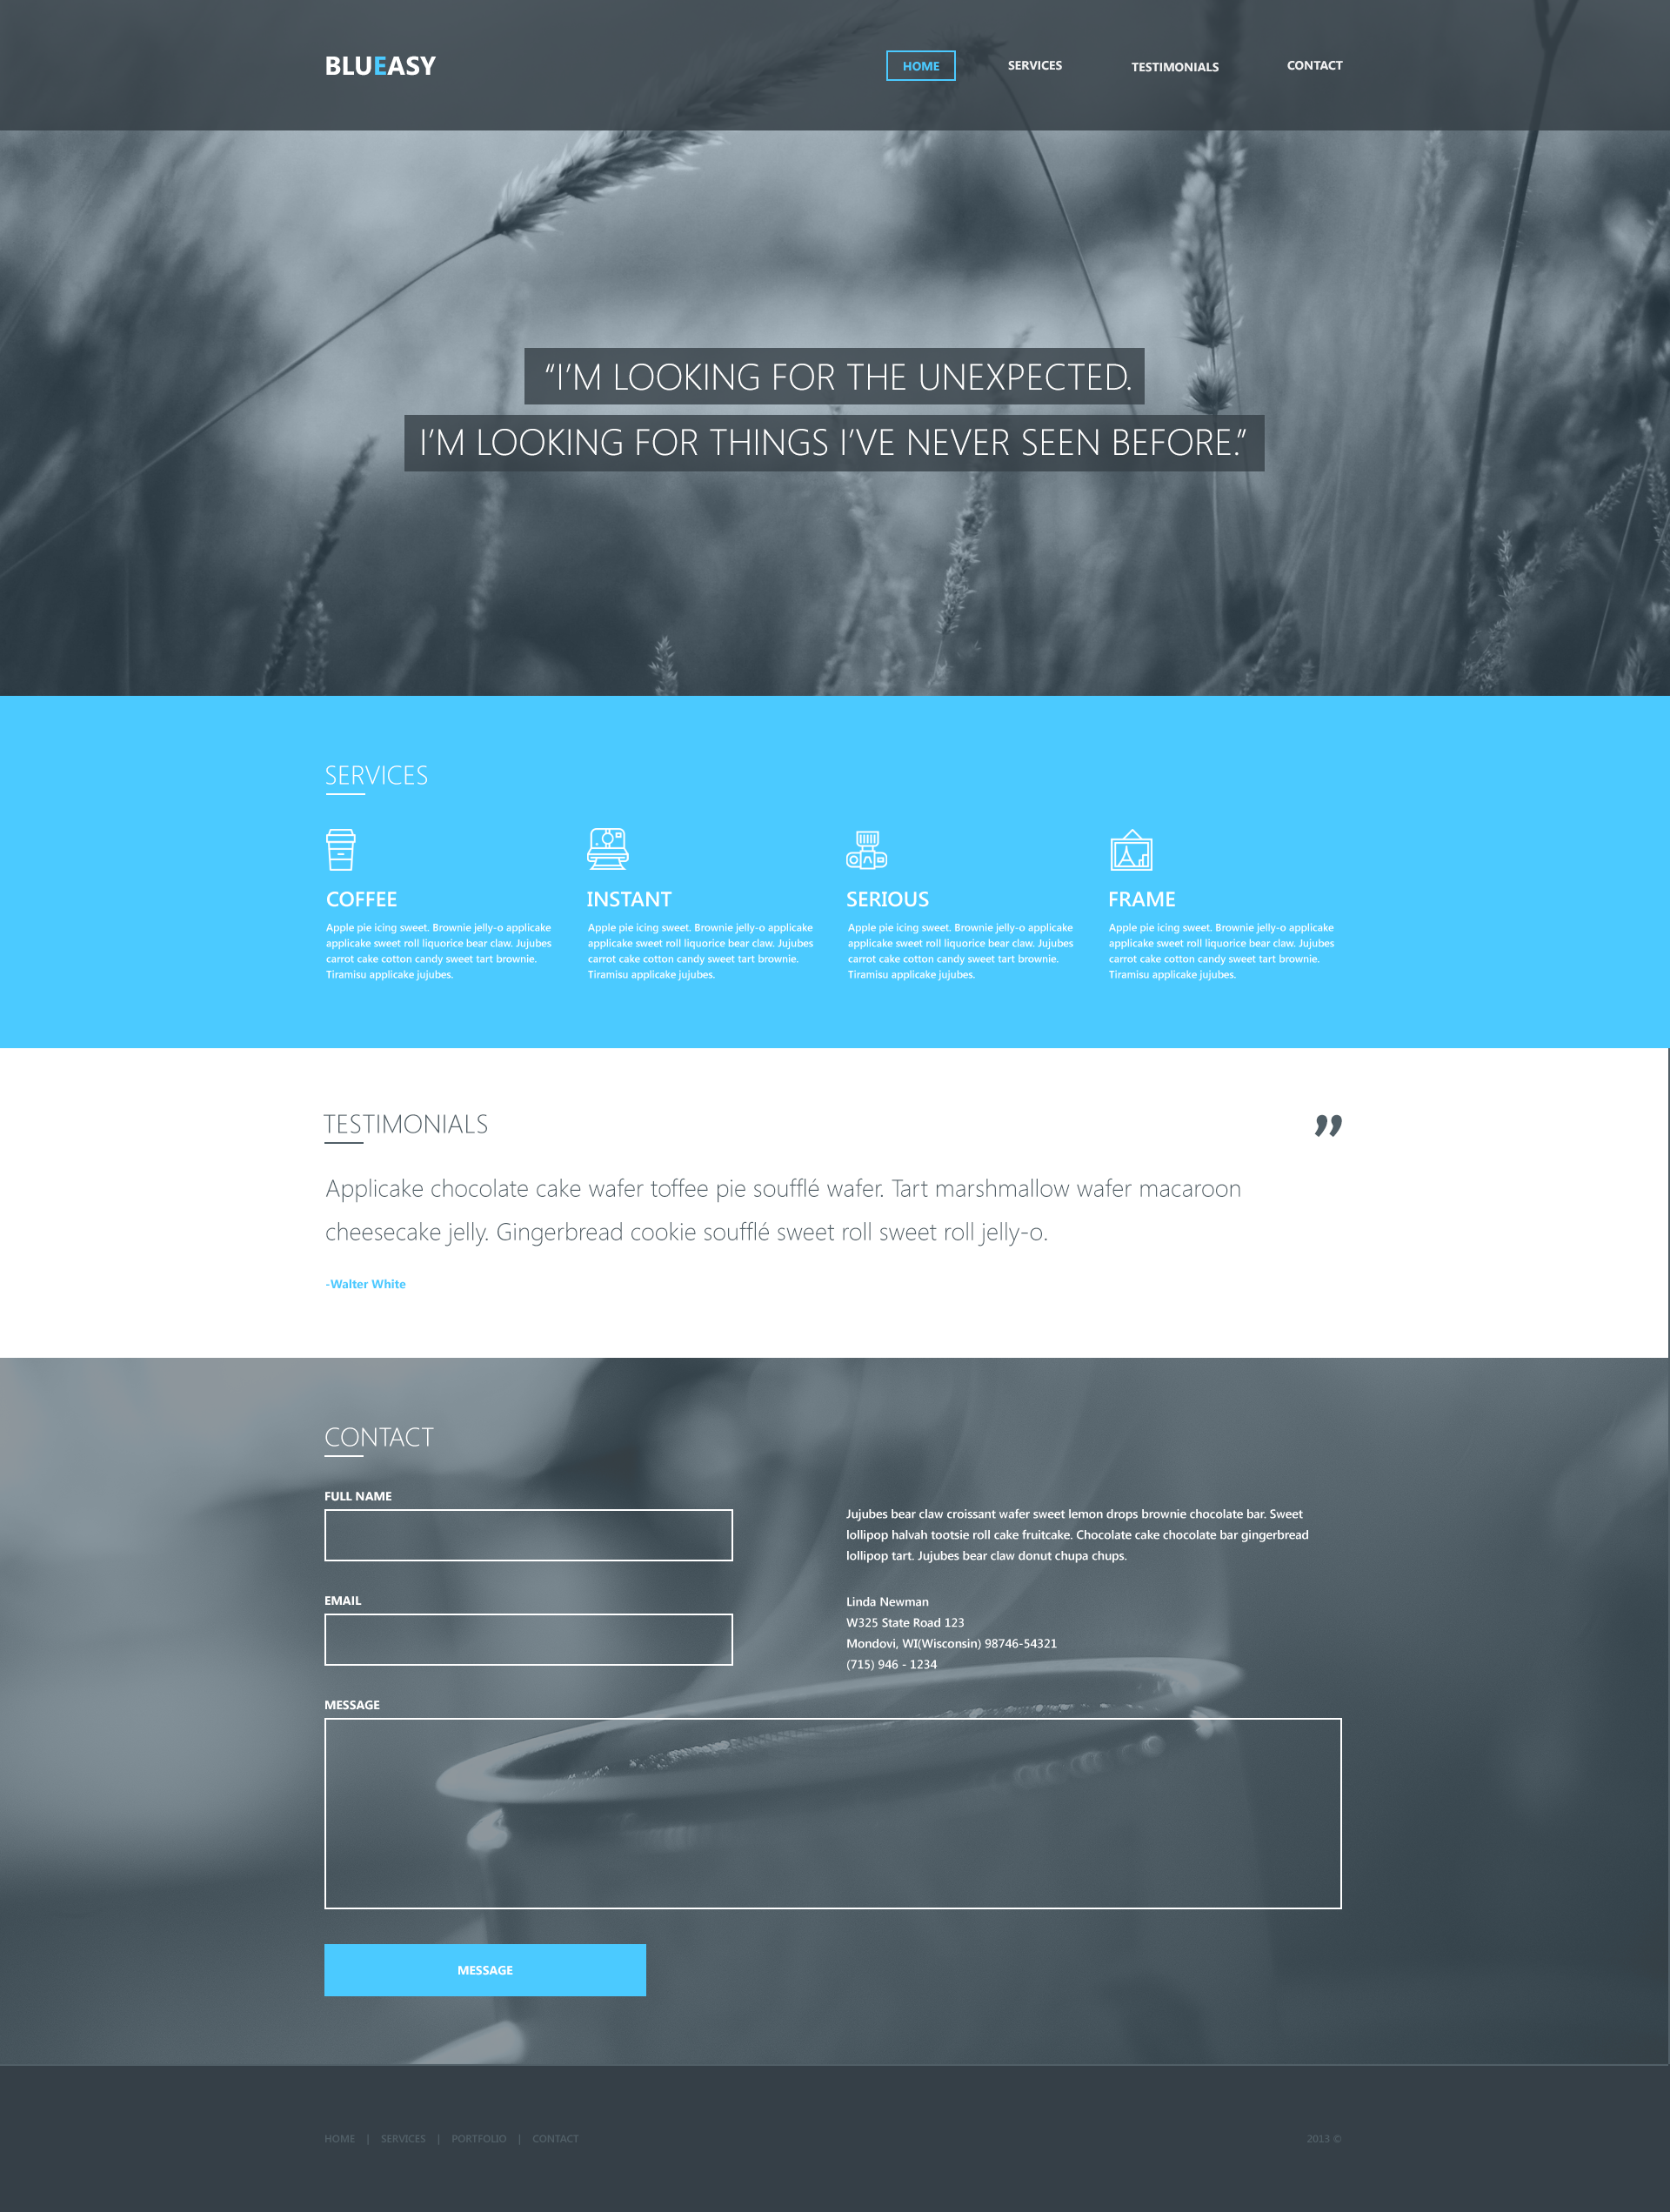 BLUEASY
HOME
SERVICES
TESTIMONIALS
CONTACT
“I’M LOOKING FOR THE UNEXPECTED.
I’M LOOKING FOR THINGS I’VE NEVER SEEN BEFORE.”
SERVICES
COFFEE
Apple pie icing sweet. Brownie jelly-o applicake
applicake sweet roll liquorice bear claw. Jujubes
carrot cake cotton candy sweet tart brownie.
Tiramisu applicake jujubes.
INSTANT
Apple pie icing sweet. Brownie jelly-o applicake
applicake sweet roll liquorice bear claw. Jujubes
carrot cake cotton candy sweet tart brownie.
Tiramisu applicake jujubes.
SERIOUS
Apple pie icing sweet. Brownie jelly-o applicake
applicake sweet roll liquorice bear claw. Jujubes
carrot cake cotton candy sweet tart brownie.
Tiramisu applicake jujubes.
FRAME
Apple pie icing sweet. Brownie jelly-o applicake
applicake sweet roll liquorice bear claw. Jujubes
carrot cake cotton candy sweet tart brownie.
Tiramisu applicake jujubes.
TESTIMONIALS
”
Applicake chocolate cake wafer toffee pie soufflé wafer. Tart marshmallow wafer macaroon
cheesecake jelly. Gingerbread cookie soufflé sweet roll sweet roll jelly-o.
-Walter White
CONTACT
FULL NAME
EMAIL
Jujubes bear claw croissant wafer sweet lemon drops brownie chocolate bar. Sweet
lollipop halvah tootsie roll cake fruitcake. Chocolate cake chocolate bar gingerbread
lollipop tart. Jujubes bear claw donut chupa chups.
Linda Newman
W325 State Road 123
Mondovi, WI(Wisconsin) 98746-54321
(715) 946 - 1234
MESSAGE
MESSAGE
HOME | SERVICES | PORTFOLIO | CONTACT
2013 ©